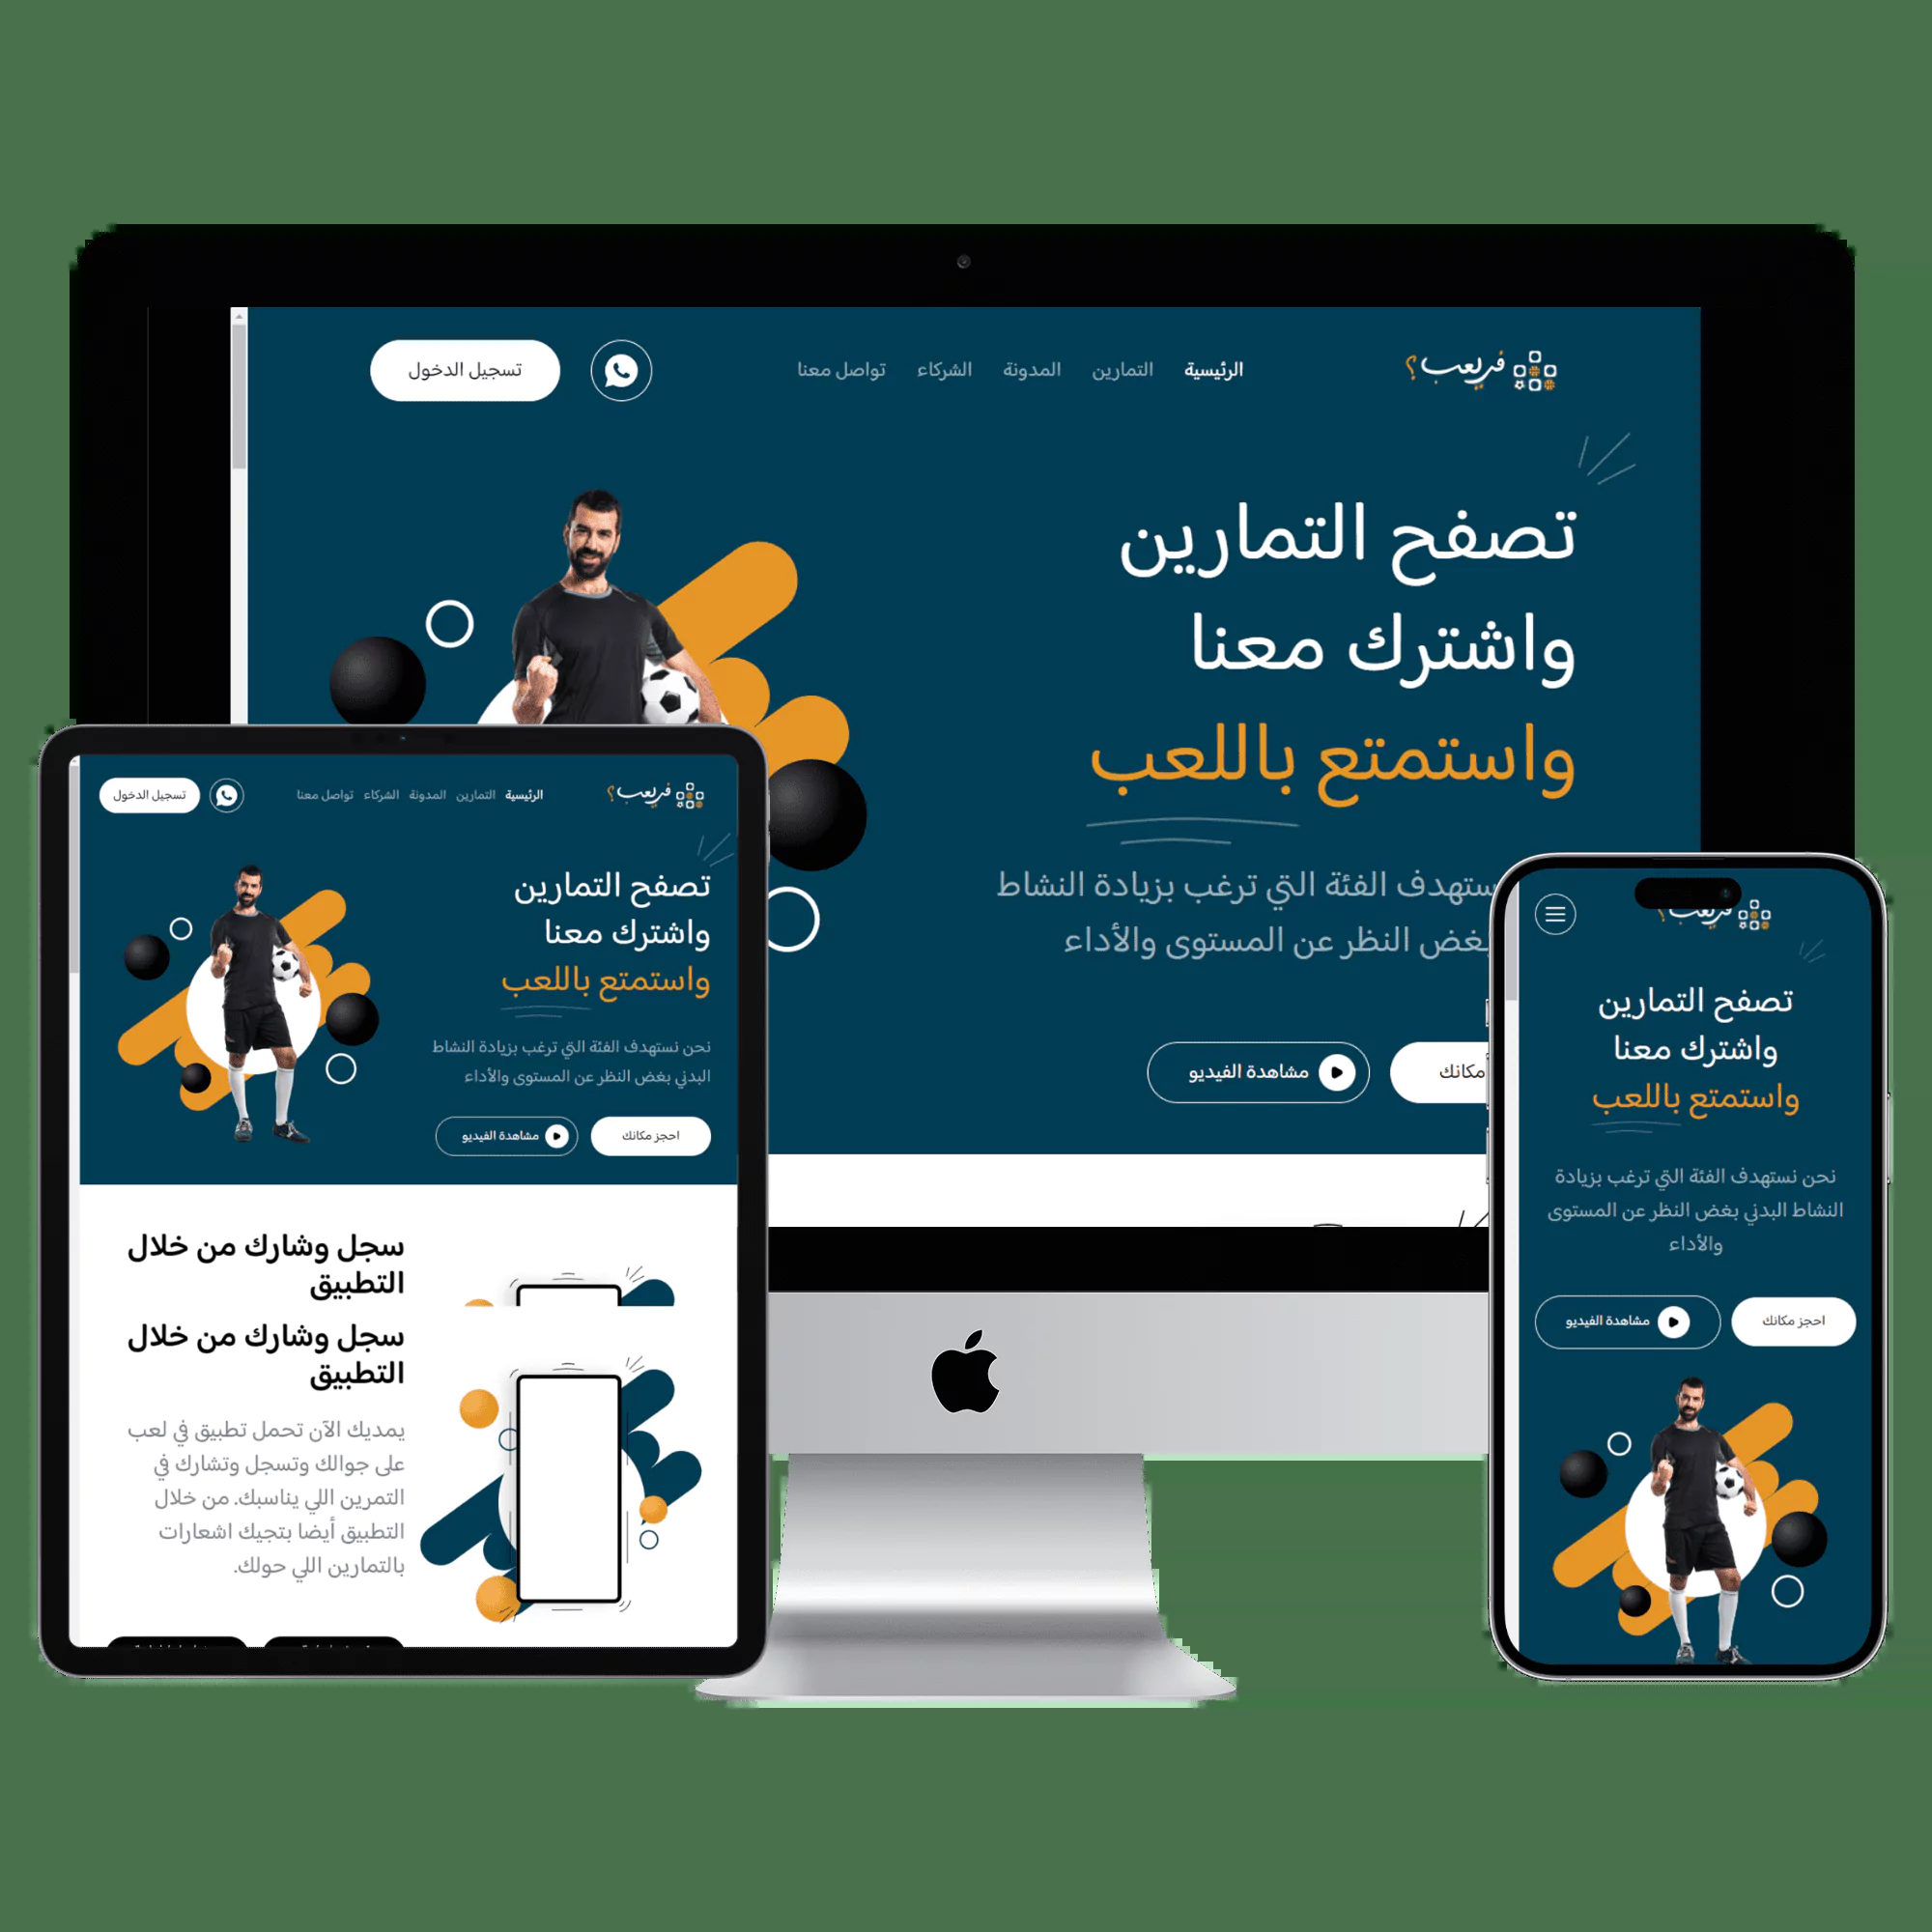 في لعب؟
الرئيسية التمارين المدونة الشركاء تواصل معنا
تسجيل الدخول
تصفح التمارين
واشترك معنا
واستمتع باللعب
ستهدف الفئة التي ترغب بزيادة النشاط
بغض النظر عن المستوى والأداء
مكانك
مشاهدة الفيديو
في لعب؟
الرئيسية التمارين المدونة الشركاء تواصل معنا
تسجيل الدخول
تصفح التمارين
واشترك معنا
واستمتع باللعب
نحن نستهدف الفئة التي ترغب بزيادة النشاط
البدني بغض النظر عن المستوى والأداء
احجز مكانك
مشاهدة الفيديو
سجل وشارك من خلال
التطبيق
سجل وشارك من خلال
التطبيق
يمديك الآن تحمل تطبيق في لعب
على جوالك وتسجل وتشارك في
التمرين اللي يناسبك. من خلال
التطبيق أيضا بتجيك اشعارات
بالتمارين اللي حولك.
تصفح التمارين
واشترك معنا
واستمتع باللعب
نحن نستهدف الفئة التي ترغب بزيادة
النشاط البدني بغض النظر عن المستوى
والأداء
احجز مكانك
مشاهدة الفيديو